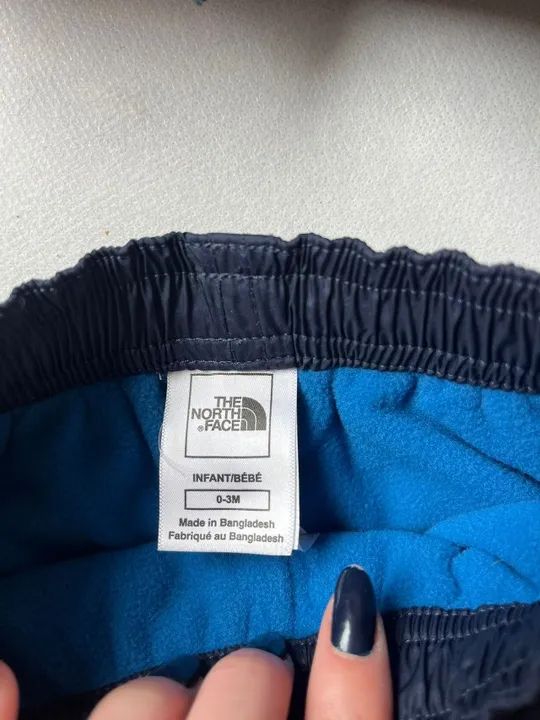 THE
NORTH
®FACE
INFANT/BÉBÉ
0-3M
Made in Bangladesh
Fabriqué au Bangladesh